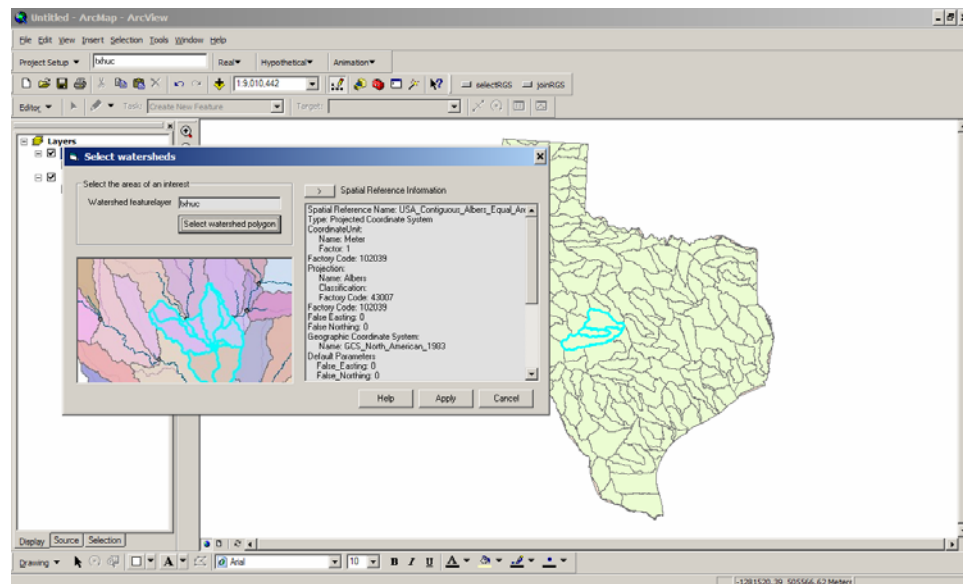 Untitled - ArcMap - ArcView
File Edit View Insert Selection Tools Window Help
Project Setup txhuc Real Hypothetical Animation
1:9,010,442 selectRGS joinRGS
Editor Task: Create New Feature Target:
Layers
Select watersheds
Select the areas of an interest
Watershed featurelayer txhuc
Select watershed polygon
> Spatial Reference Information
Spatial Reference Name: USA_Contiguous_Albers_Equal_Are
Type: Projected Coordinate System
CoordinateUnit:
Name: Meter
Factor: 1
Factory Code: 102039
Projection:
Name: Albers
Classification:
Factory Code: 43007
Factory Code: 102039
False Easting: 0
False Northing: 0
Geographic Coordinate System:
Name: GCS_North_American_1983
Default Parameters
False_Easting: 0
False_Northing: 0
Help Apply Cancel
Display Source Selection
Drawing A Arial 10 B I U A
-1281520.39 505566.62 Meters